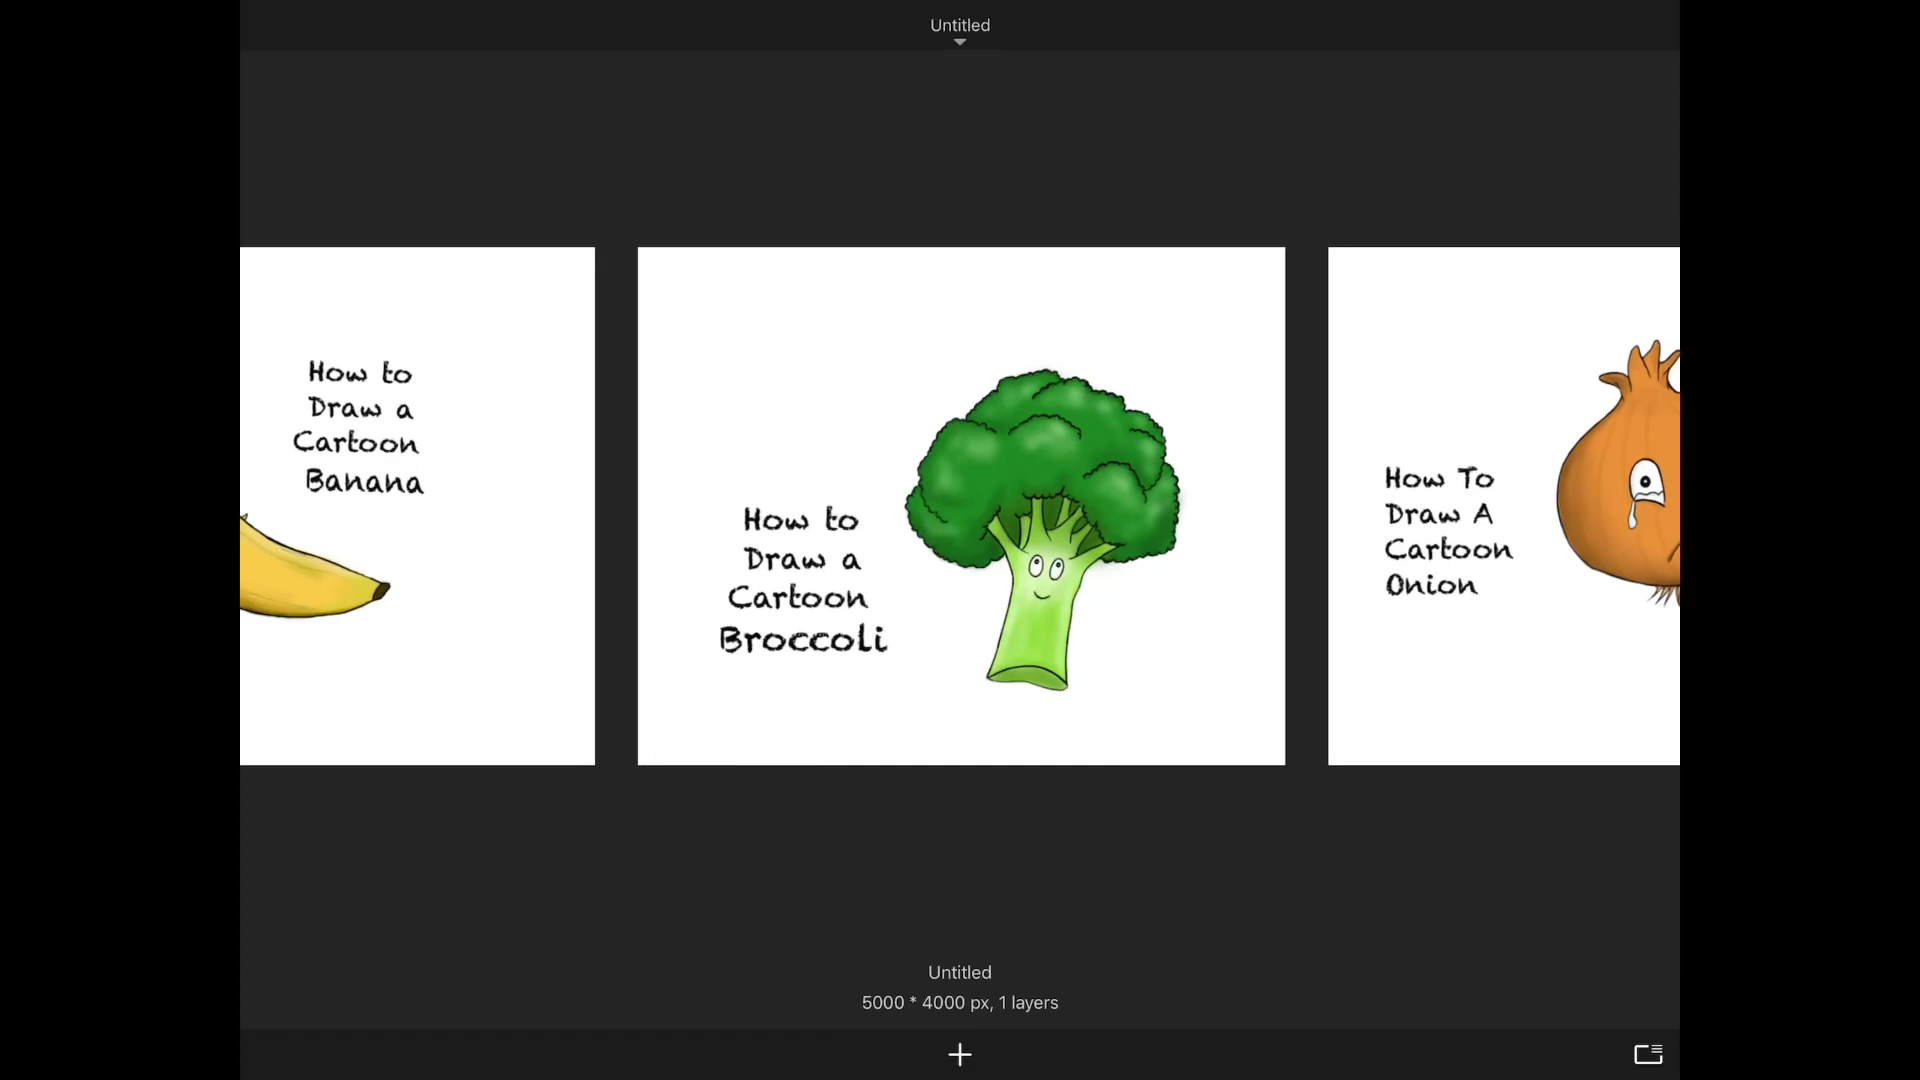 Untitled
How to
Draw a
Cartoon
Banana
How to
Draw a
Cartoon
Broccoli
How To
Draw A
Cartoon
Onion
Untitled
5000 * 4000 px, 1 layers